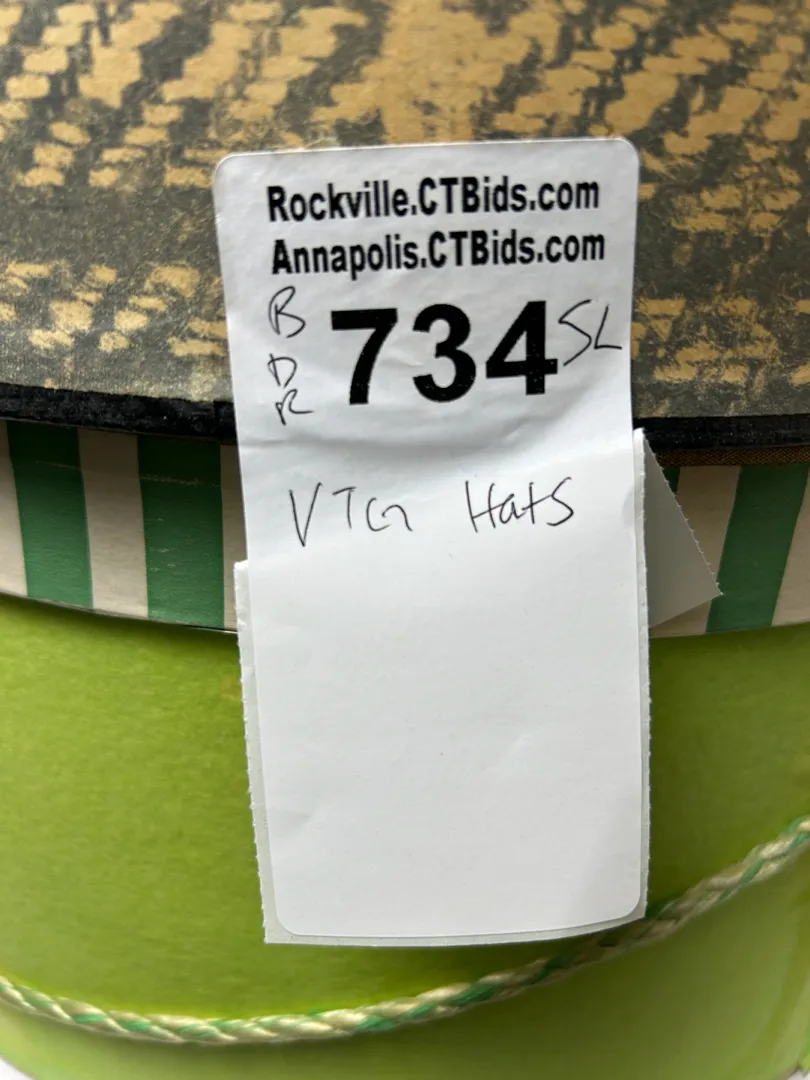 Rockville.CTBids.com
Annapolis.CTBids.com
B
D
R
734 SL
VTG Hats